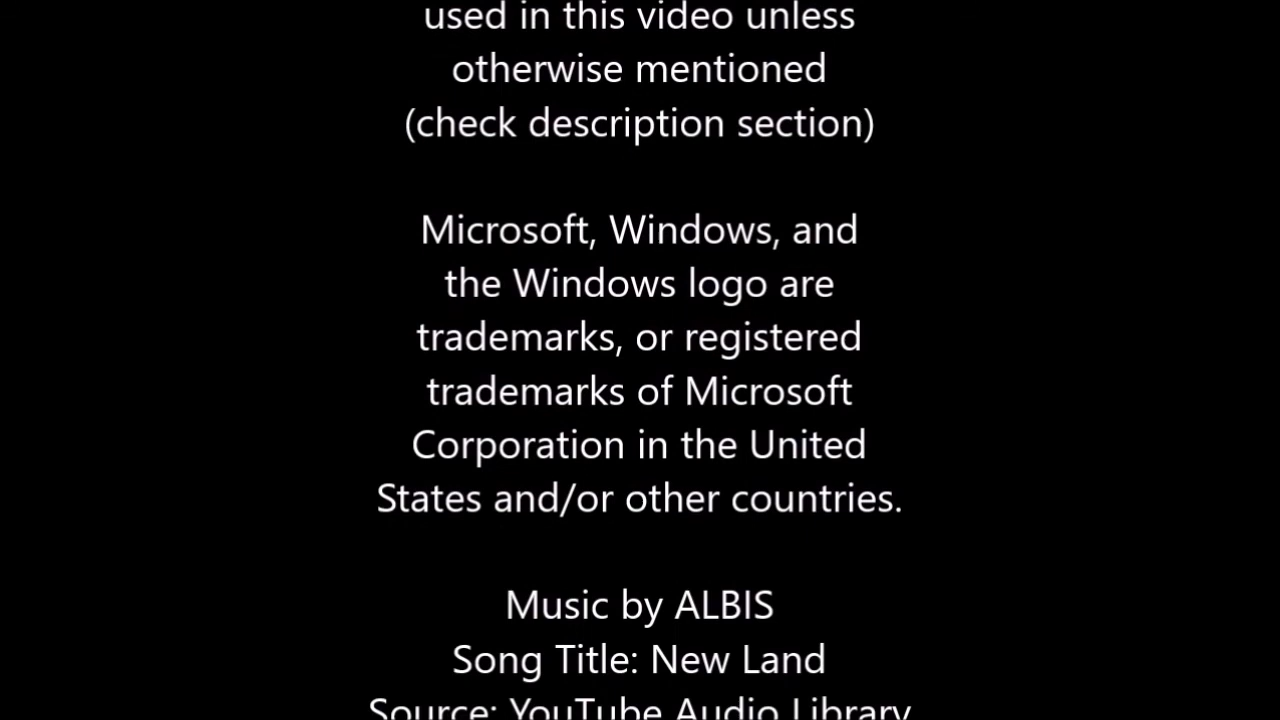 used in this video unless
otherwise mentioned
(check description section)
Microsoft, Windows, and
the Windows logo are
trademarks, or registered
trademarks of Microsoft
Corporation in the United
States and/or other countries.
Music by ALBIS
Song Title: New Land
Source: YouTube Audio Library